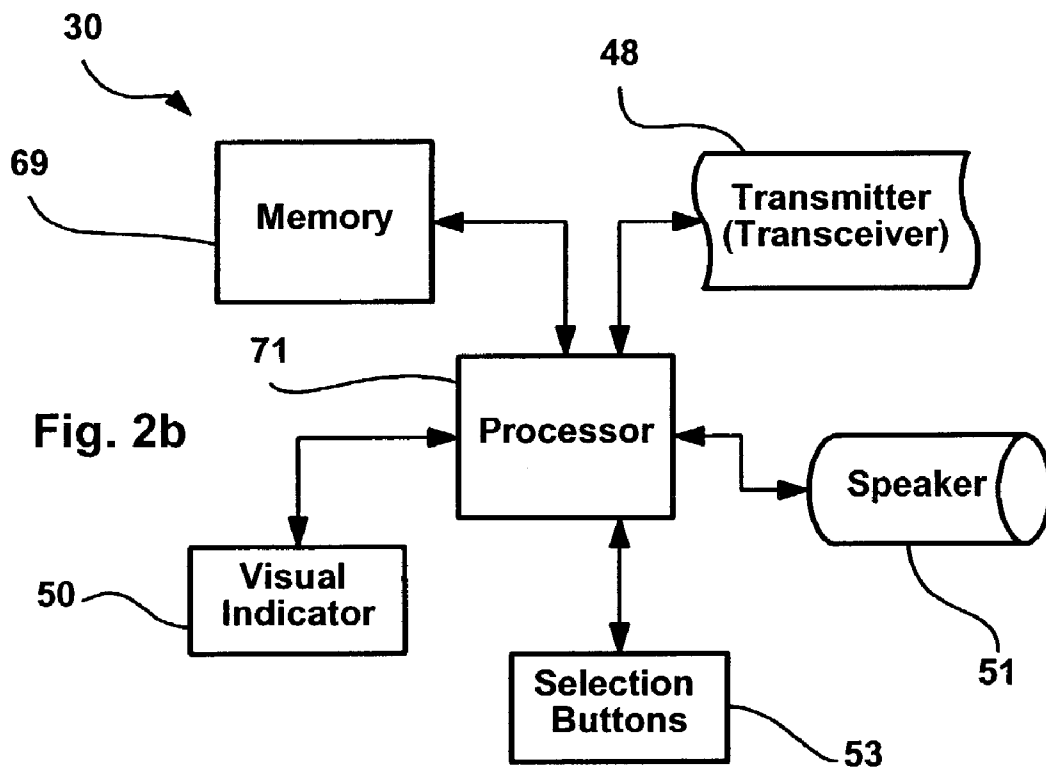 30
48
69
Memory
Transmitter
(Transceiver)
71
Processor
Fig. 2b
Speaker
Visual
Indicator
50
51
Selection
Buttons
53